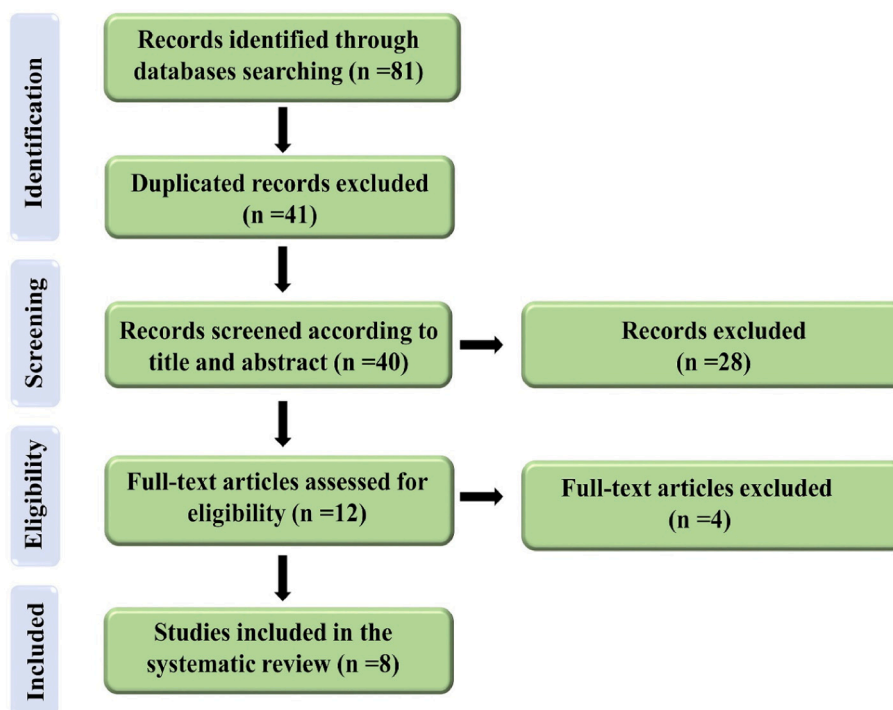 Identification
Records identified through
databases searching (n =81)
Duplicated records excluded
(n =41)
Screening
Records screened according to
title and abstract (n =40)
Records excluded
(n =28)
Eligibility
Full-text articles assessed for
eligibility (n =12)
Full-text articles excluded
(n =4)
Included
Studies included in the
systematic review (n =8)